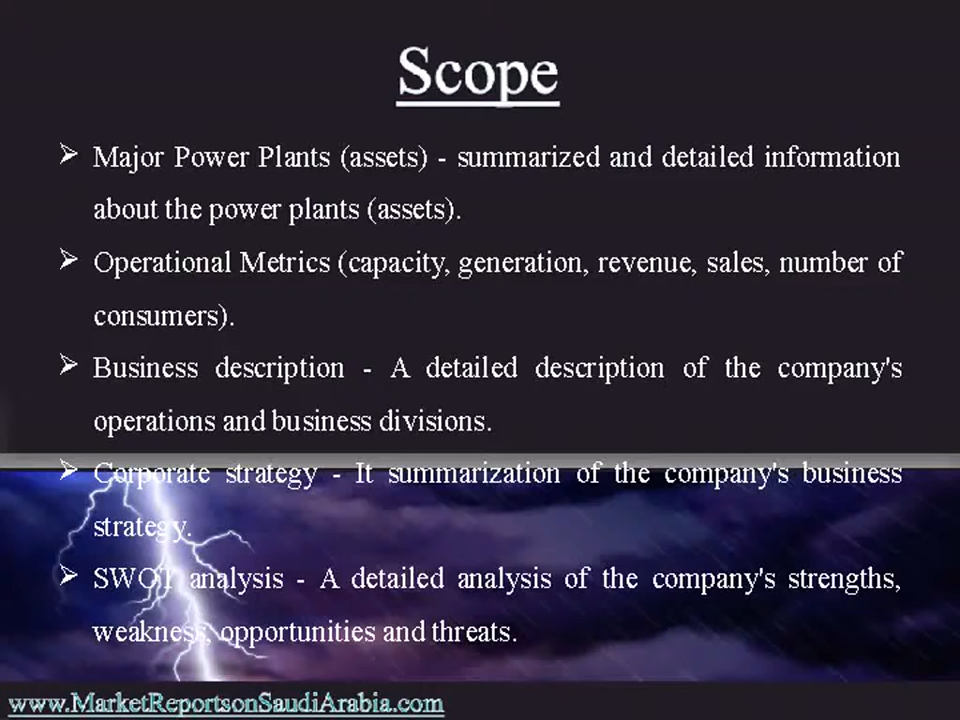 Scope
➢ Major Power Plants (assets) - summarized and detailed information
about the power plants (assets).
➢ Operational Metrics (capacity, generation, revenue, sales, number of
consumers).
➢ Business description - A detailed description of the company's
operations and business divisions.
➢ Corporate strategy - It summarization of the company's business
strategy.
➢ SWOT analysis - A detailed analysis of the company's strengths,
weakness, opportunities and threats.
www.MarketReportsonSaudiArabia.com